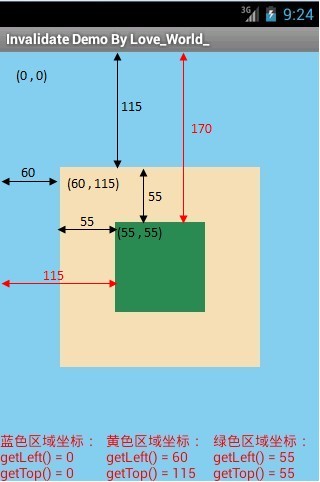 3G 9:24
Invalidate Demo By Love_World_
(0 , 0)
115
170
60
(60 , 115)
55
55
(55 , 55)
115
蓝色区域坐标： 黄色区域坐标： 绿色区域坐标：
getLeft() = 0 getLeft() = 60 getLeft() = 55
getTop() = 0 getTop() = 115 getTop() = 55